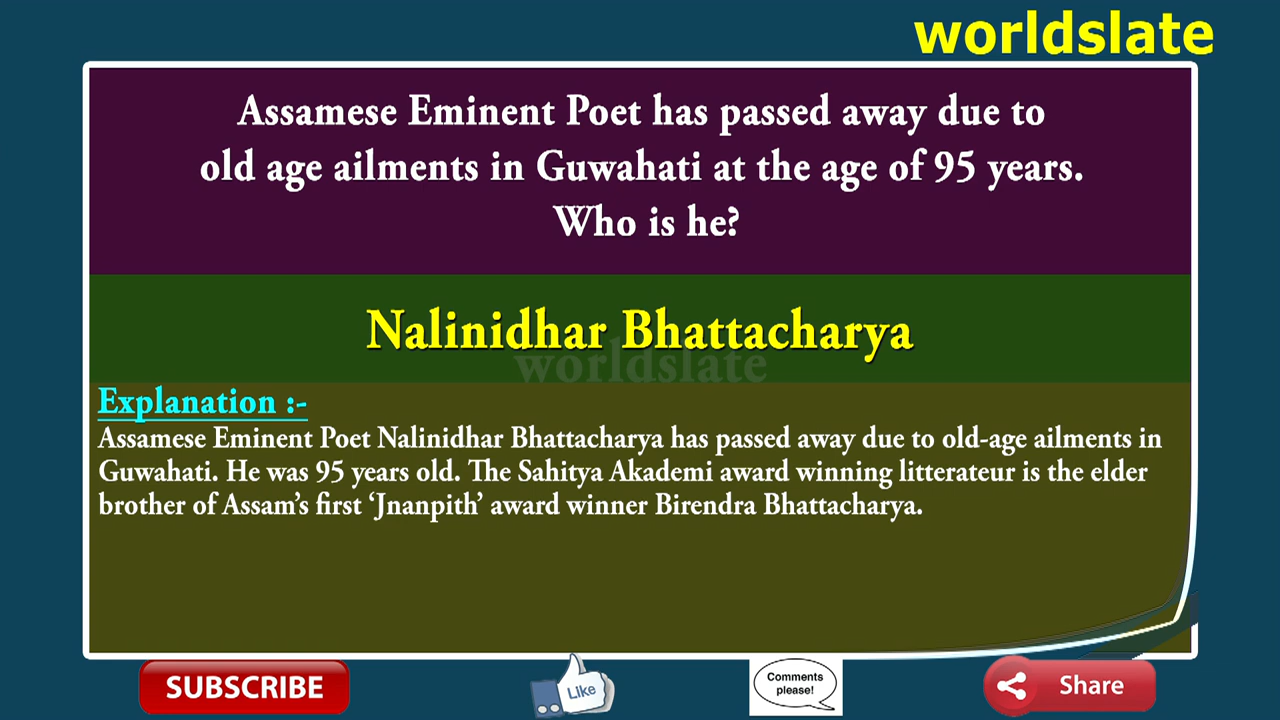 worldslate
Assamese Eminent Poet has passed away due to
old age ailments in Guwahati at the age of 95 years.
Who is he?
Nalinidhar Bhattacharya
worldslate
Explanation :-
Assamese Eminent Poet Nalinidhar Bhattacharya has passed away due to old-age ailments in
Guwahati. He was 95 years old. The Sahitya Akademi award winning litterateur is the elder
brother of Assam’s first ‘Jnanpith’ award winner Birendra Bhattacharya.
SUBSCRIBE
Like
Comments
please!
Share